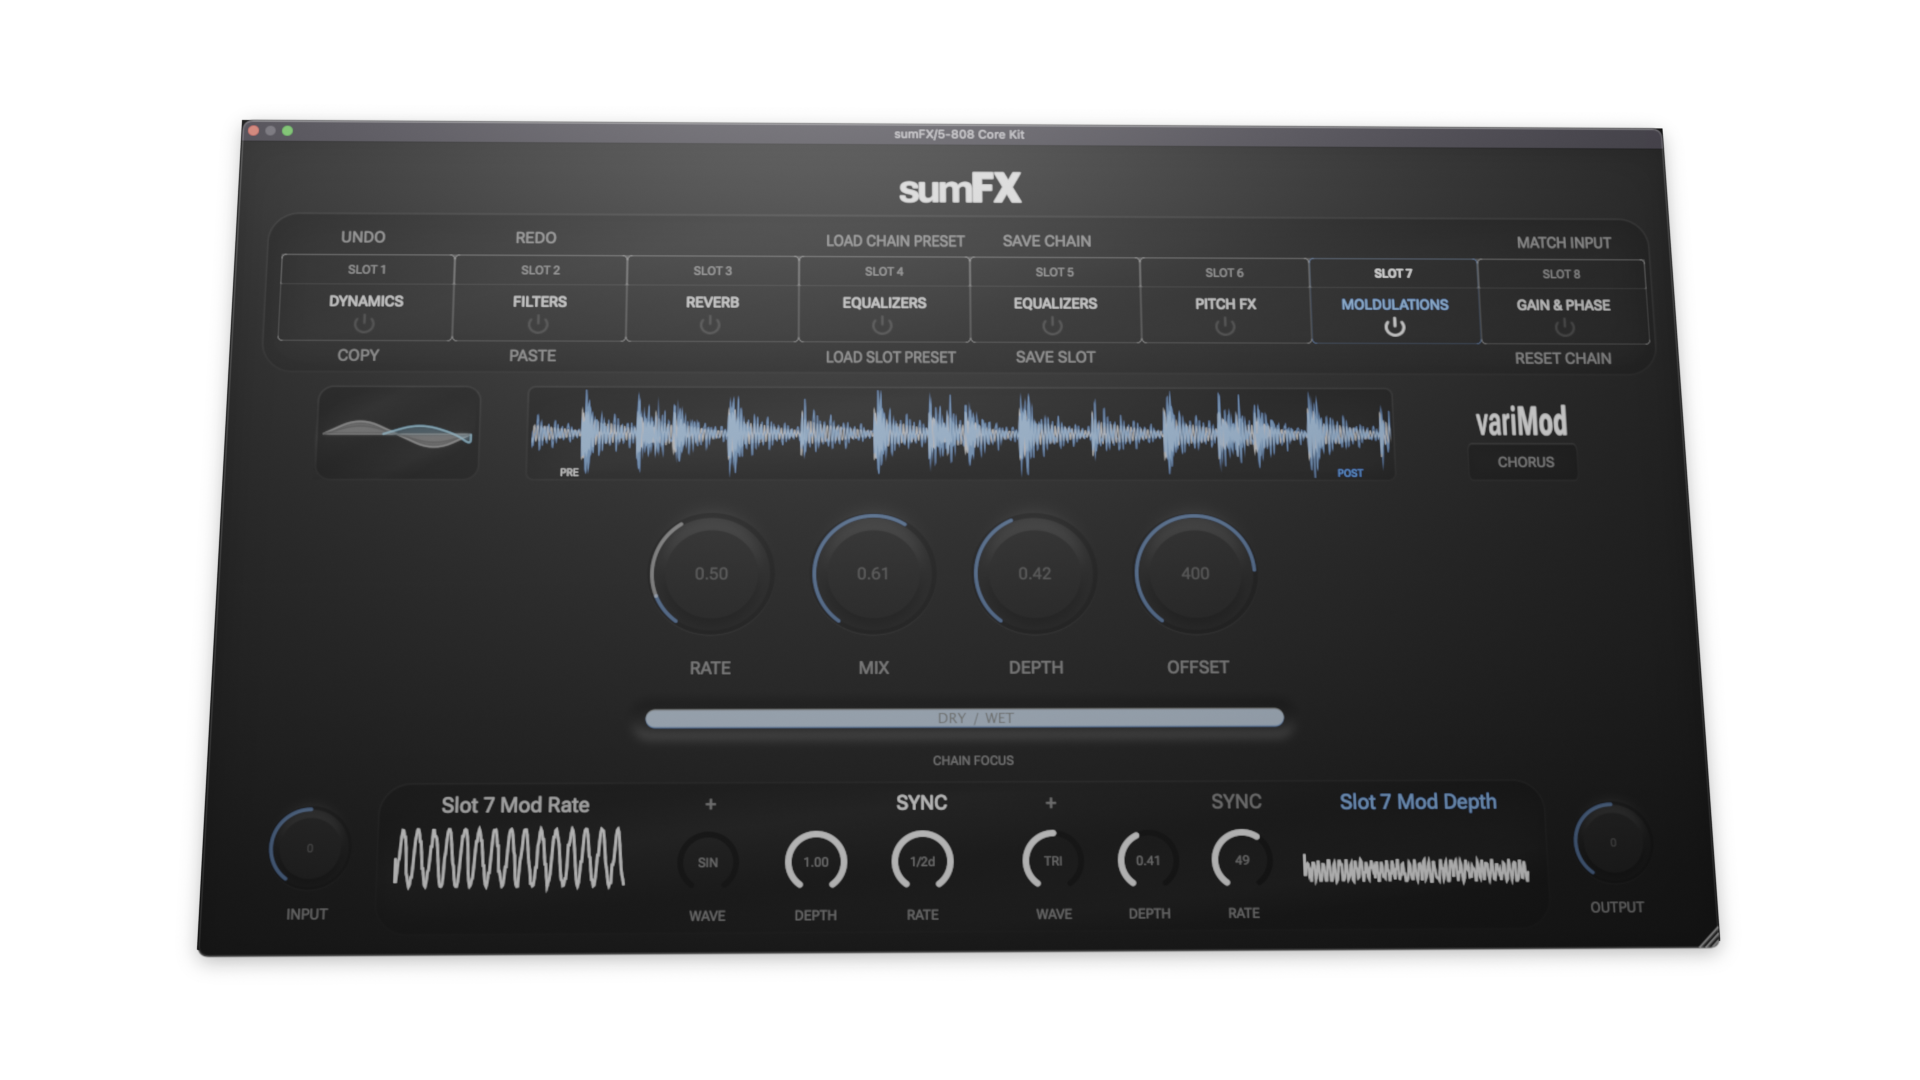 sumFX/5-808 Core Kit
sumFX
UNDO REDO LOAD CHAIN PRESET SAVE CHAIN MATCH INPUT
SLOT 1 SLOT 2 SLOT 3 SLOT 4 SLOT 5 SLOT 6 SLOT 7 SLOT 8
DYNAMICS FILTERS REVERB EQUALIZERS EQUALIZERS PITCH FX MOLDULATIONS GAIN & PHASE
COPY PASTE LOAD SLOT PRESET SAVE SLOT RESET CHAIN
variMod
CHORUS
PRE POST
0.50 0.61 0.42 400
RATE MIX DEPTH OFFSET
DRY / WET
CHAIN FOCUS
Slot 7 Mod Rate + SYNC + SYNC Slot 7 Mod Depth
0 SIN 1.00 1/2d TRI 0.41 49 0
INPUT WAVE DEPTH RATE WAVE DEPTH RATE OUTPUT